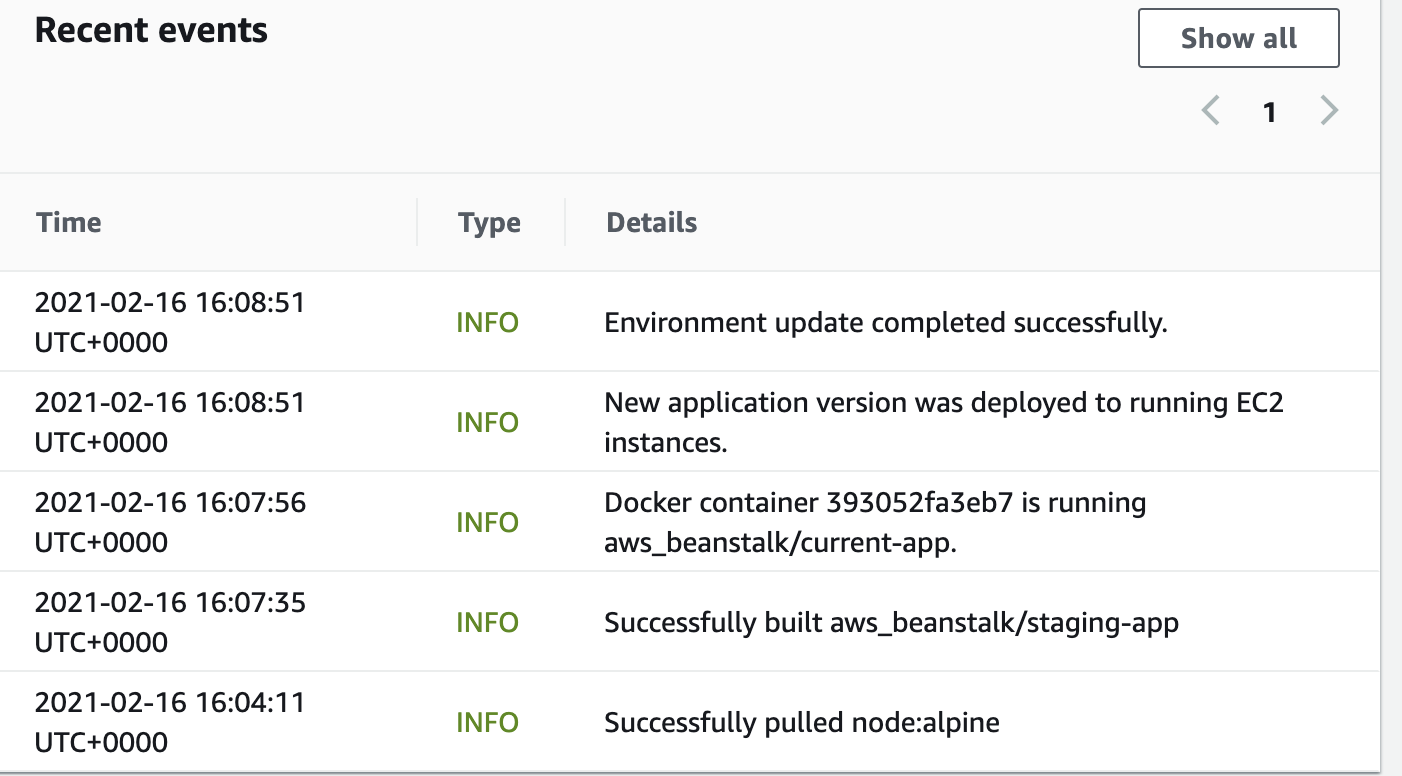 Recent events
Show all
1
Time Type Details
2021-02-16 16:08:51
UTC+0000
INFO
Environment update completed successfully.
2021-02-16 16:08:51
UTC+0000
INFO
New application version was deployed to running EC2
instances.
2021-02-16 16:07:56
UTC+0000
INFO
Docker container 393052fa3eb7 is running
aws_beanstalk/current-app.
2021-02-16 16:07:35
UTC+0000
INFO
Successfully built aws_beanstalk/staging-app
2021-02-16 16:04:11
UTC+0000
INFO
Successfully pulled node:alpine